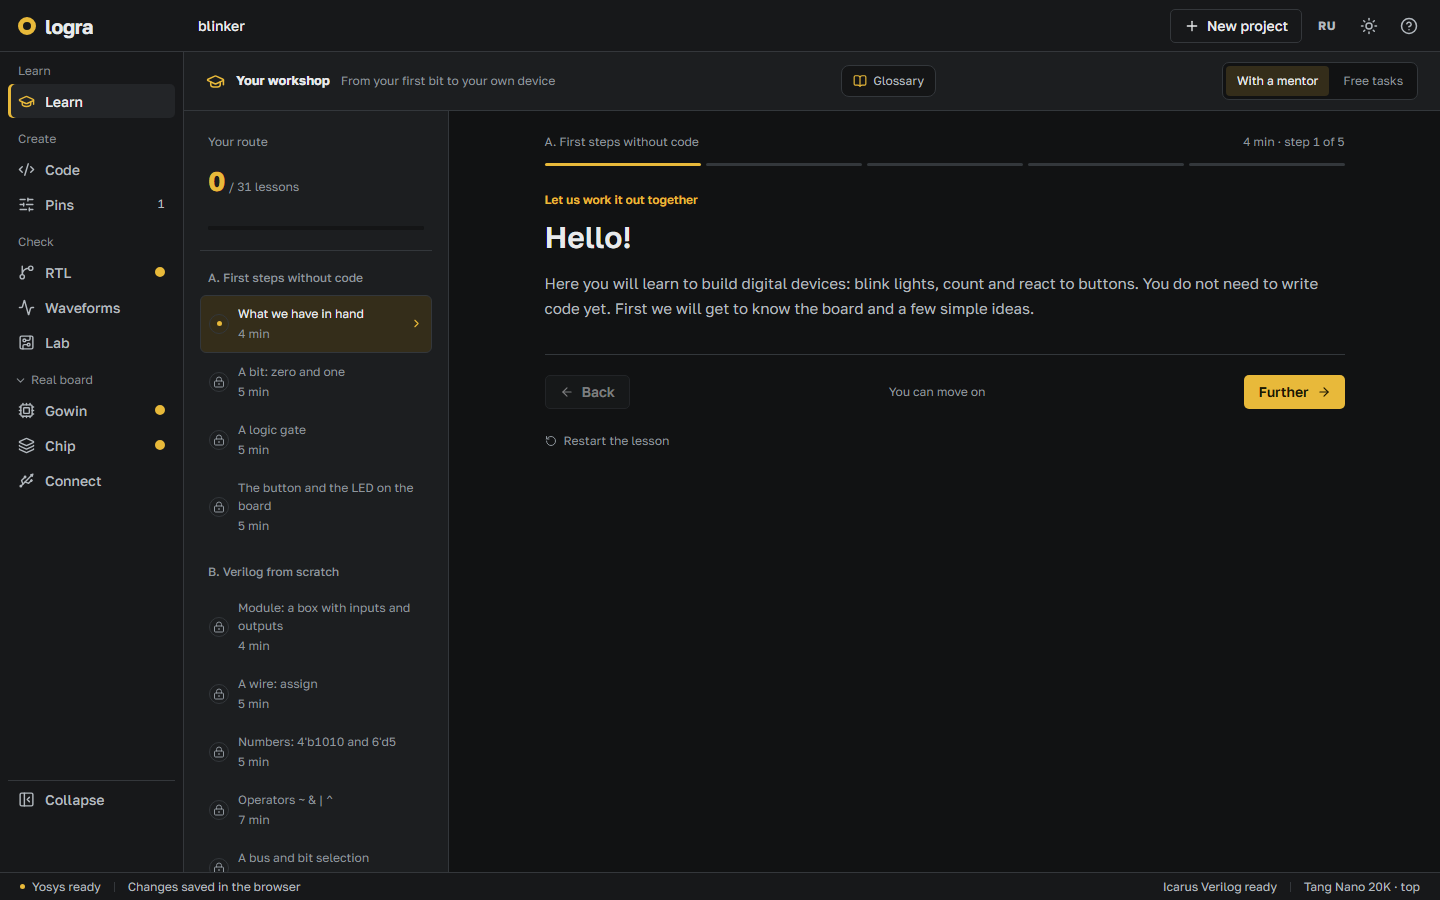 logra
blinker
New project
RU
Learn
Learn
Create
Code
Pins 1
Check
RTL
Waveforms
Lab
Real board
Gowin
Chip
Connect
Collapse
Your workshop From your first bit to your own device
Glossary
With a mentor Free tasks
Your route
0 / 31 lessons
A. First steps without code
What we have in hand
4 min
A bit: zero and one
5 min
A logic gate
5 min
The button and the LED on the
board
5 min
B. Verilog from scratch
Module: a box with inputs and
outputs
4 min
A wire: assign
5 min
Numbers: 4'b1010 and 6'd5
5 min
Operators ~ & | ^
7 min
A bus and bit selection
A. First steps without code
4 min · step 1 of 5
Let us work it out together
Hello!
Here you will learn to build digital devices: blink lights, count and react to buttons. You do not need to write
code yet. First we will get to know the board and a few simple ideas.
Back
You can move on
Further
Restart the lesson
Yosys ready
Changes saved in the browser
Icarus Verilog ready
Tang Nano 20K · top